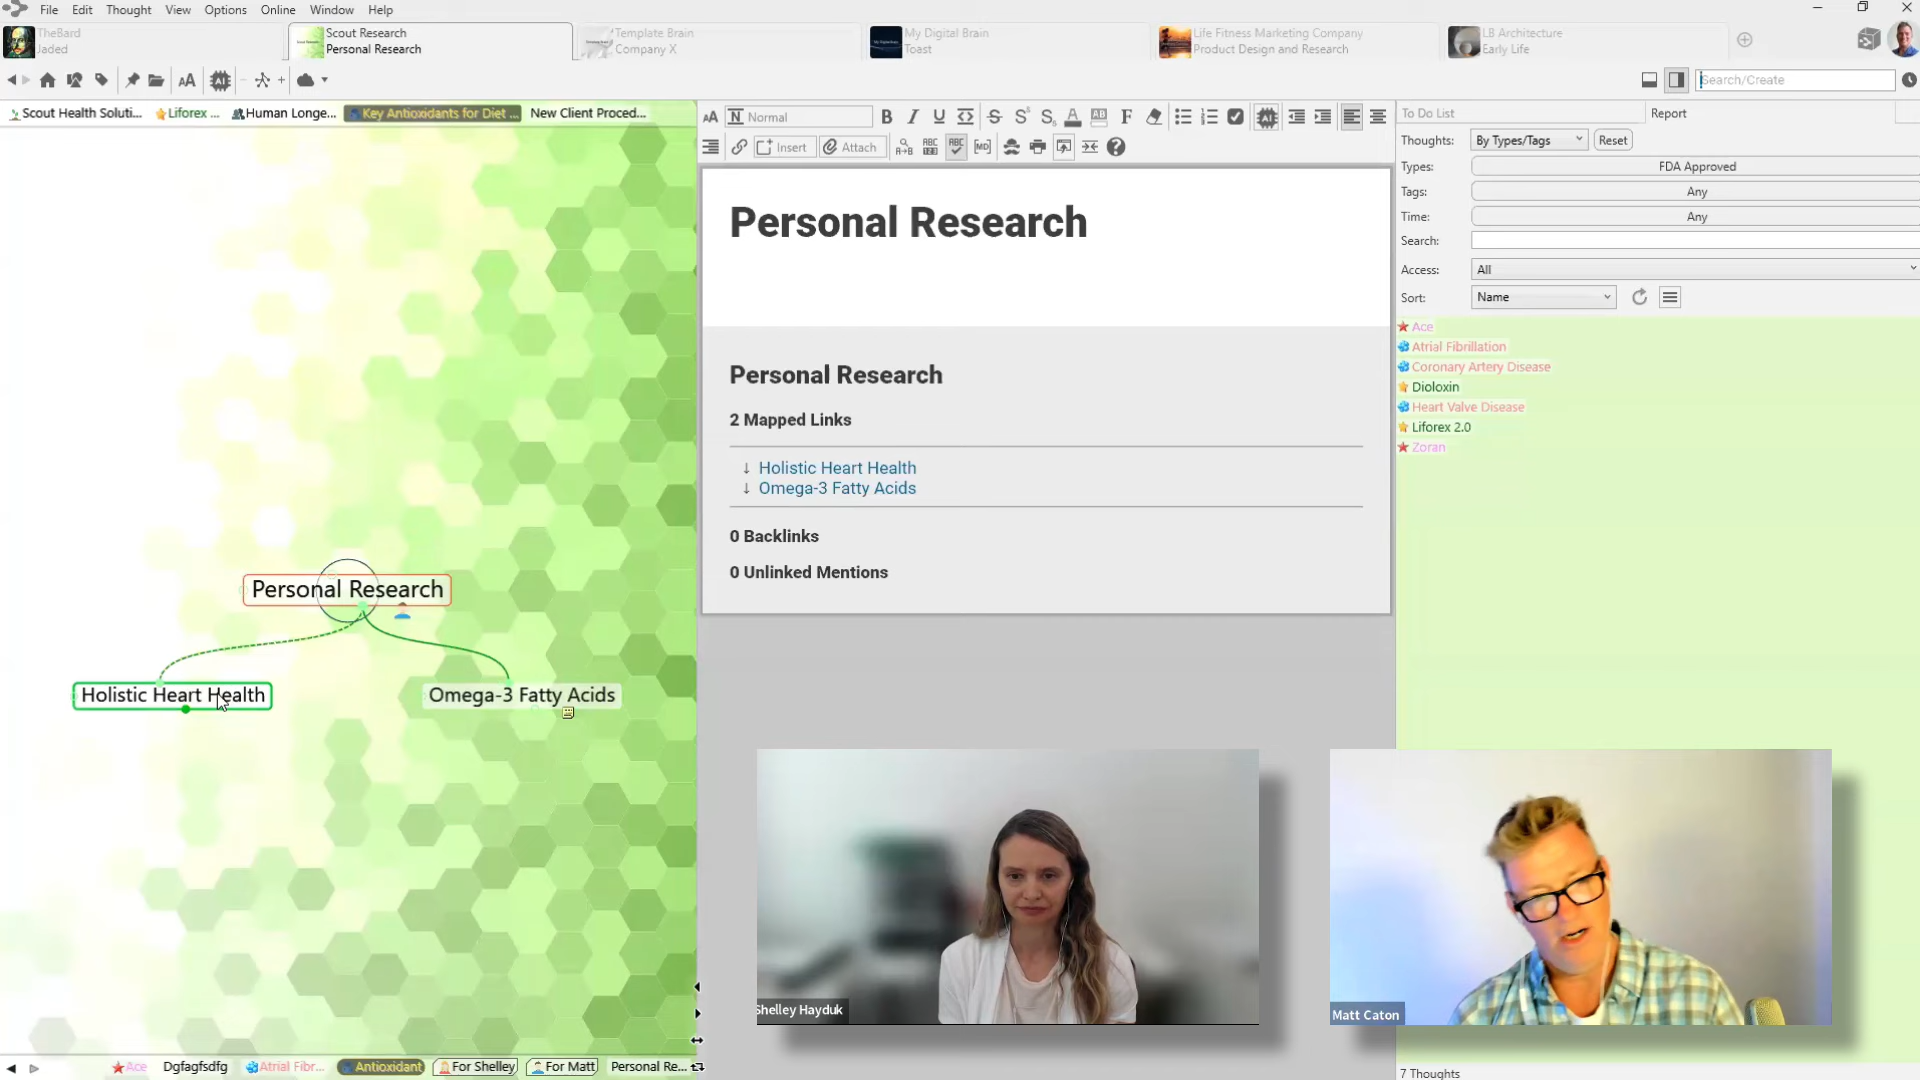 File Edit Thought View Options Online Window Help
TheBard
Jaded
Scout Research
Personal Research
Template Brain
Company X
My Digital Brain
Toast
Life Fitness Marketing Company
Product Design and Research
LB Architecture
Early Life
AA
AI
Search/Create
Scout Health Soluti...
Liforex ...
Human Longe...
Key Antioxidants for Diet ...
New Client Proced...
Normal
Insert
Attach
To Do List
Report
Thoughts: By Types/Tags Reset
Types: FDA Approved
Tags: Any
Time: Any
Search:
Access: All
Sort: Name
Ace
Atrial Fibrillation
Coronary Artery Disease
Dioloxin
Heart Valve Disease
Liforex 2.0
Zoran
Personal Research
Personal Research
2 Mapped Links
↓ Holistic Heart Health
↓ Omega-3 Fatty Acids
0 Backlinks
0 Unlinked Mentions
Personal Research
Holistic Heart Health
Omega-3 Fatty Acids
Shelley Hayduk
Matt Caton
Ace
Dgfagfsdfg
Atrial Fibr...
Antioxidant
For Shelley
For Matt
Personal Re...
7 Thoughts